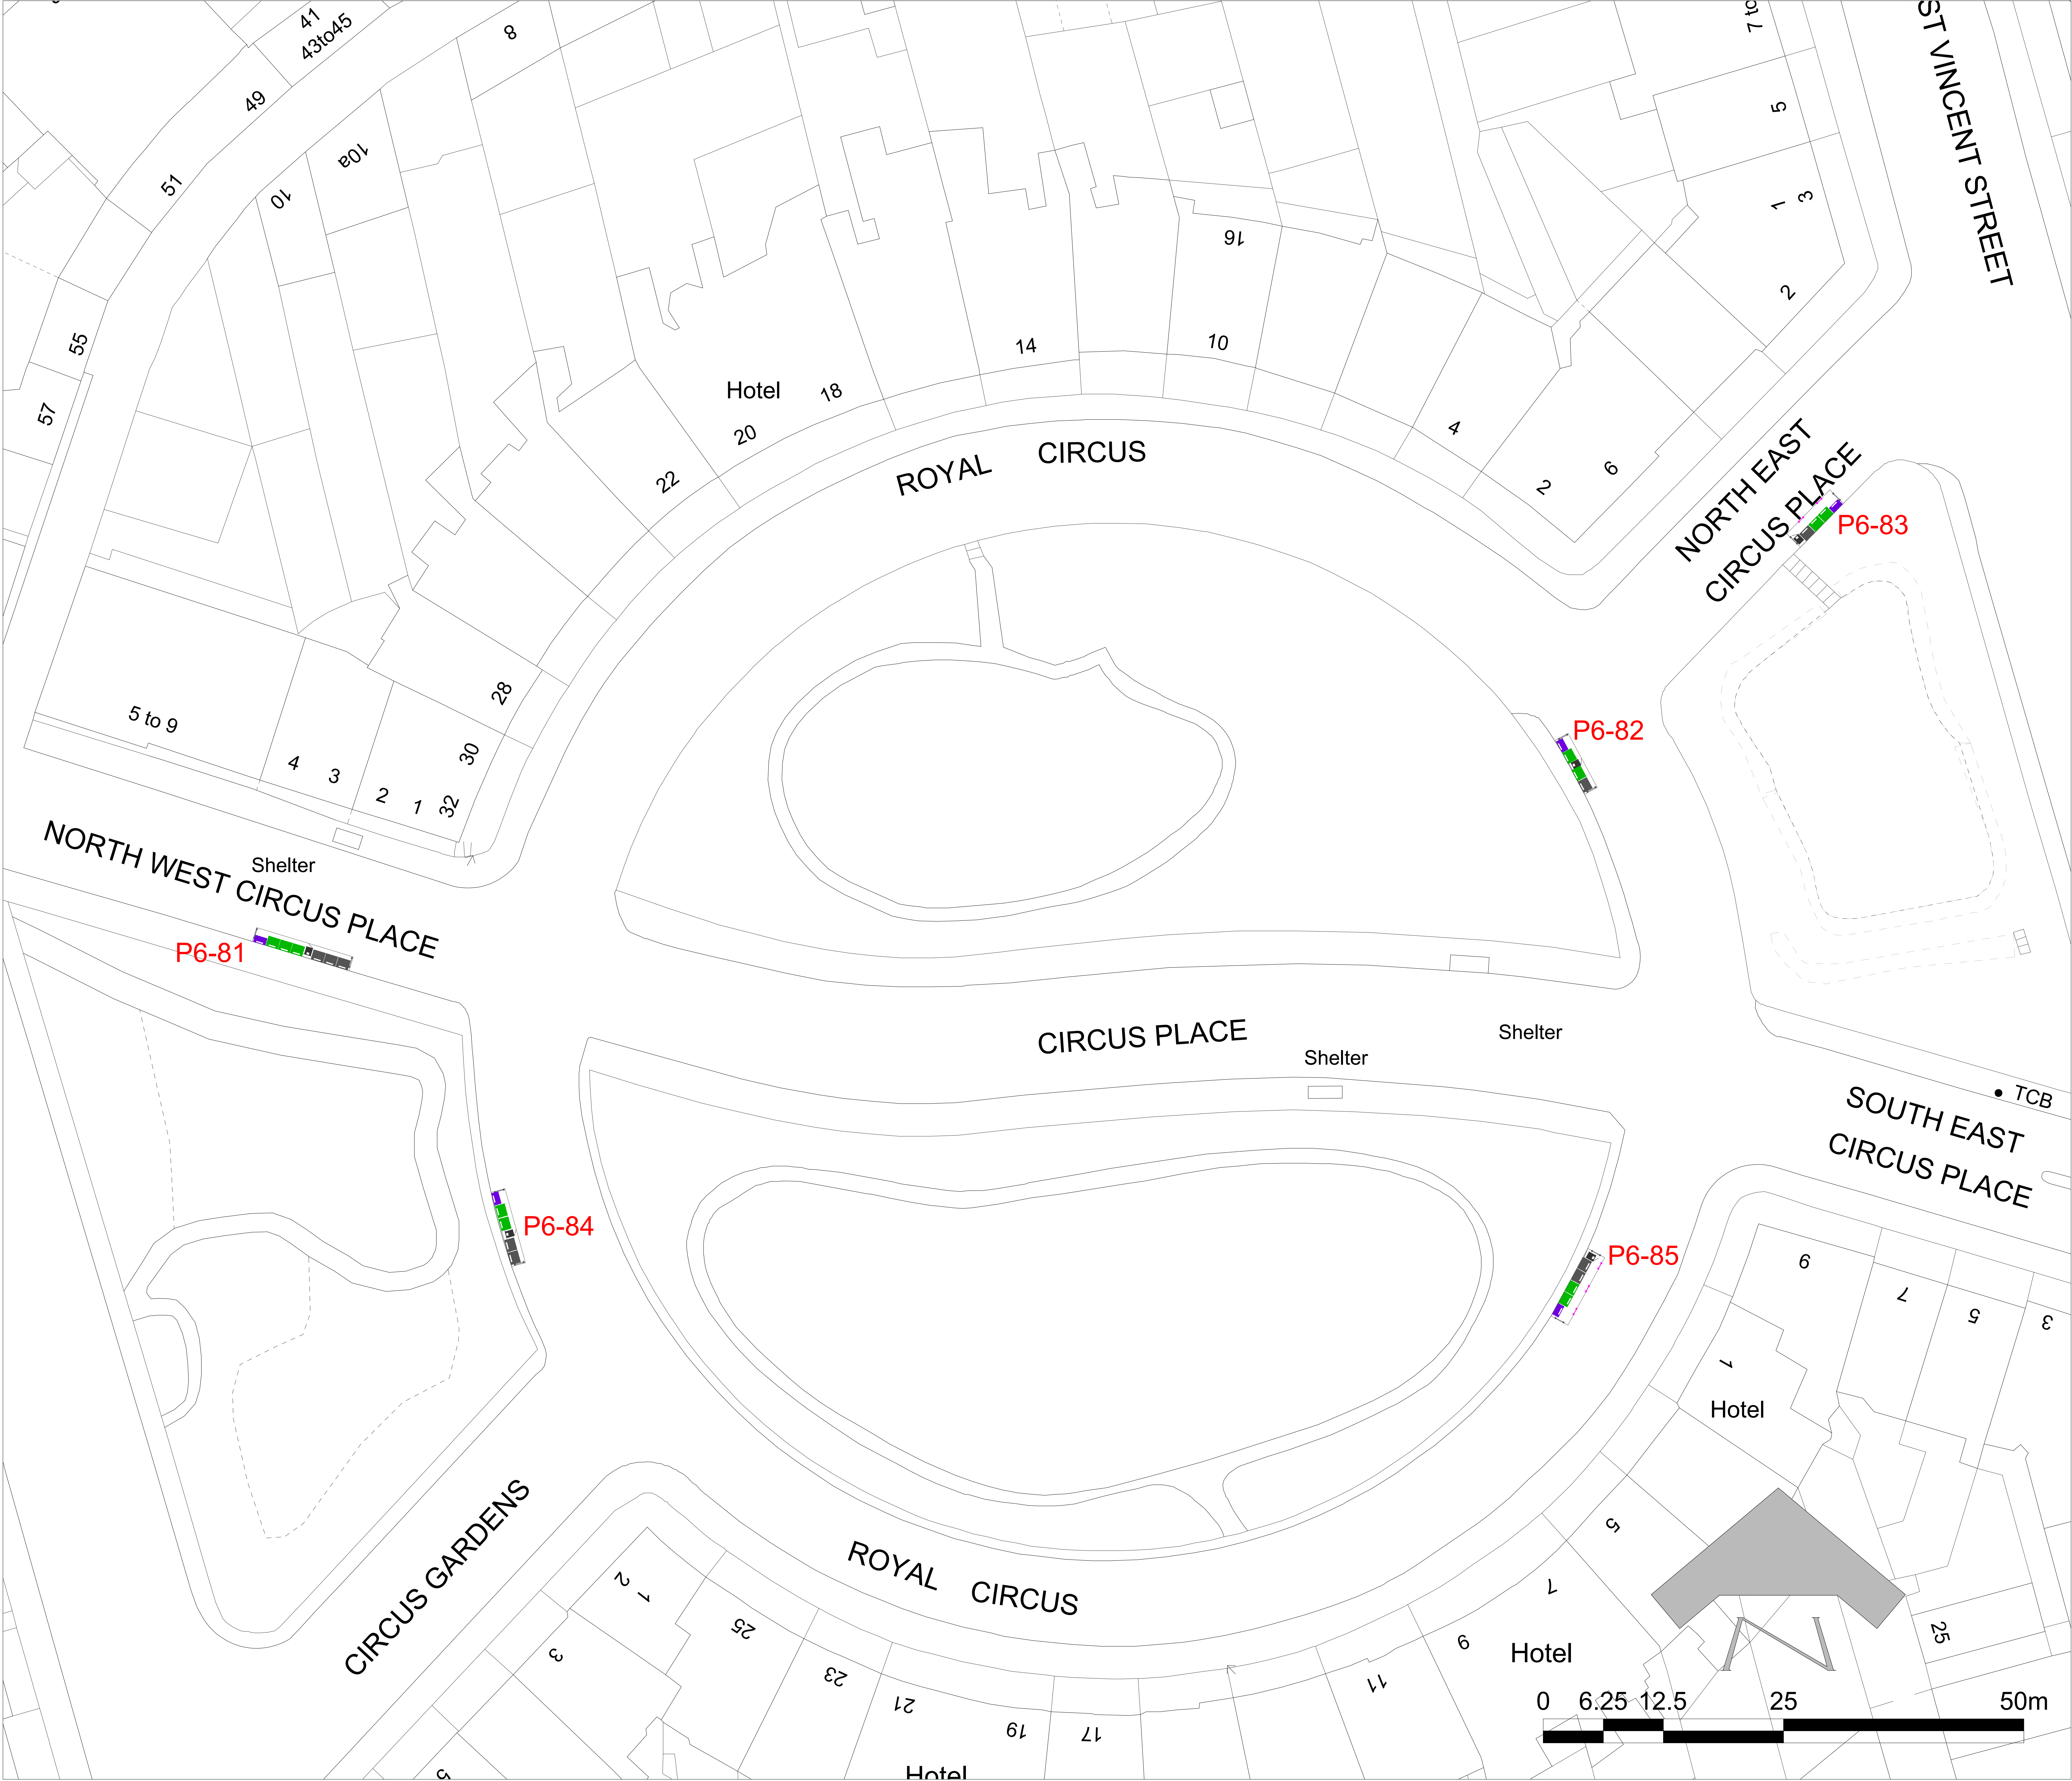 41
43to45
8
to 7
ST VINCENT STREET
49
10a
51
10
5
1
3
16
2
55
14
10
Hotel
18
57
20
4
22
2
6
ROYAL CIRCUS
NORTH EAST
CIRCUS PLACE
P6-83
28
5 to 9
P6-82
30
4
3
2
1
32
NORTH WEST CIRCUS PLACE
Shelter
P6-81
CIRCUS PLACE
Shelter
Shelter
TCB
SOUTH EAST
CIRCUS PLACE
P6-84
P6-85
9
7
5
3
1
Hotel
CIRCUS GARDENS
5
ROYAL CIRCUS
2
1
7
25
3
9
Hotel
25
23
11
21
19
17
N
0 6.25 12.5 25 50m
5
Hotel